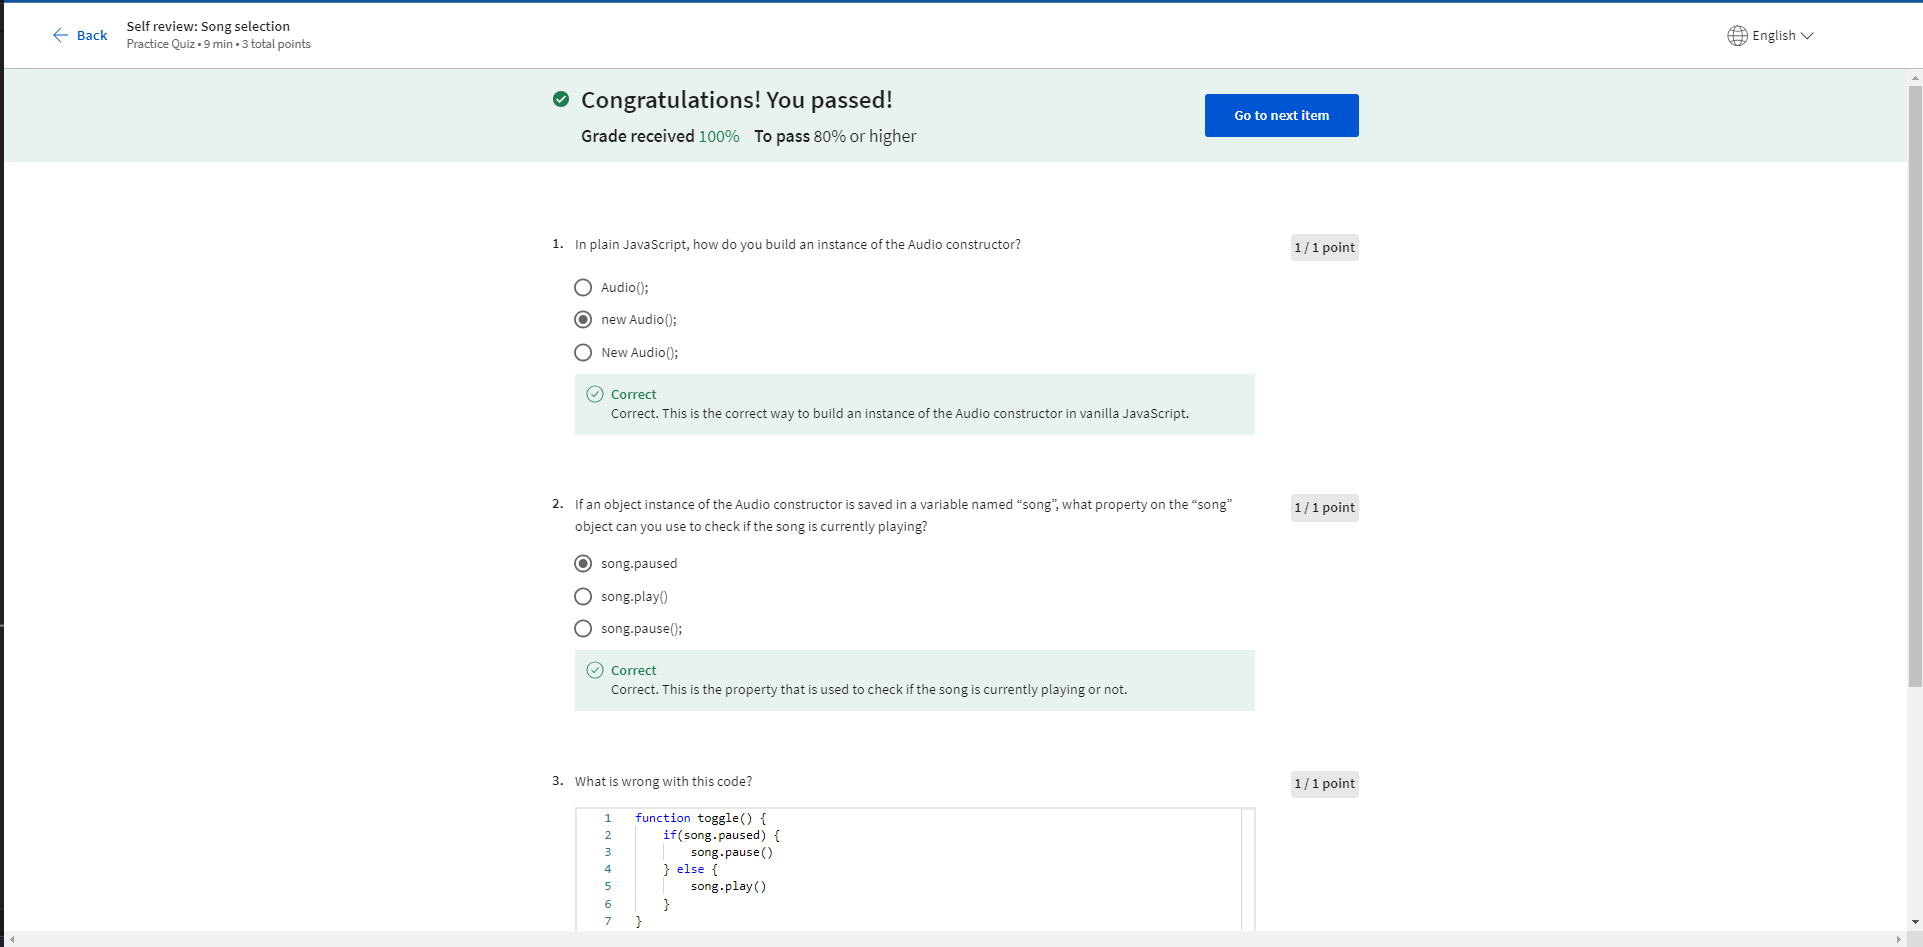 Back
Self review: Song selection
Practice Quiz • 9 min • 3 total points
English
Congratulations! You passed!
Grade received 100% To pass 80% or higher
Go to next item
1. In plain JavaScript, how do you build an instance of the Audio constructor?
1 / 1 point
Audio();
new Audio();
New Audio();
Correct
Correct. This is the correct way to build an instance of the Audio constructor in vanilla JavaScript.
2. If an object instance of the Audio constructor is saved in a variable named “song”, what property on the “song”
object can you use to check if the song is currently playing?
1 / 1 point
song.paused
song.play()
song.pause();
Correct
Correct. This is the property that is used to check if the song is currently playing or not.
3. What is wrong with this code?
1 / 1 point
1 function toggle() {
2 if(song.paused) {
3 song.pause()
4 } else {
5 song.play()
6 }
7 }